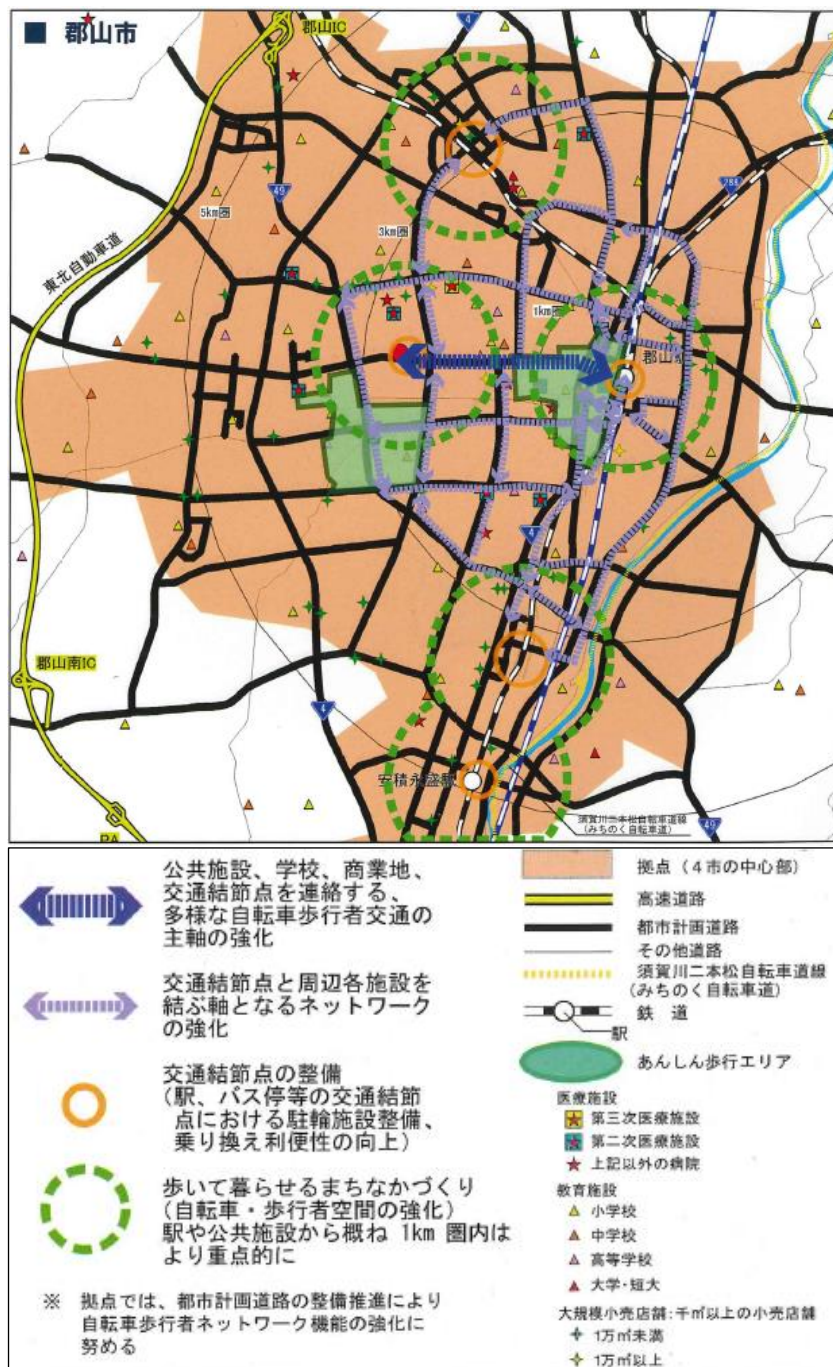 ■ 郡山市
郡山IC
4
49
288
5km圏
3km圏
東北自動車道
1km圏
郡山
4
郡山南IC
4
安積永盛駅
須賀川二本松自転車道線
(みちのく自転車道)
49
PA
公共施設、学校、商業地、
交通結節点を連絡する、
多様な自転車歩行者交通の
主軸の強化
交通結節点と周辺各施設を
結ぶ軸となるネットワーク
の強化
交通結節点の整備
(駅、バス停等の交通結節
点における駐輪施設整備、
乗り換え利便性の向上)
歩いて暮らせるまちなかづくり
(自転車・歩行者空間の強化)
駅や公共施設から概ね 1km 圏内は
より重点的に
※ 拠点では、都市計画道路の整備推進により
自転車歩行者ネットワーク機能の強化に
努める
拠点(4市の中心部)
高速道路
都市計画道路
その他道路
須賀川二本松自転車道線
(みちのく自転車道)
鉄 道
駅
あんしん歩行エリア
医療施設
第三次医療施設
第二次医療施設
上記以外の病院
教育施設
小学校
中学校
高等学校
大学・短大
大規模小売店舗:千㎡以上の小売店舗
1万㎡未満
1万㎡以上